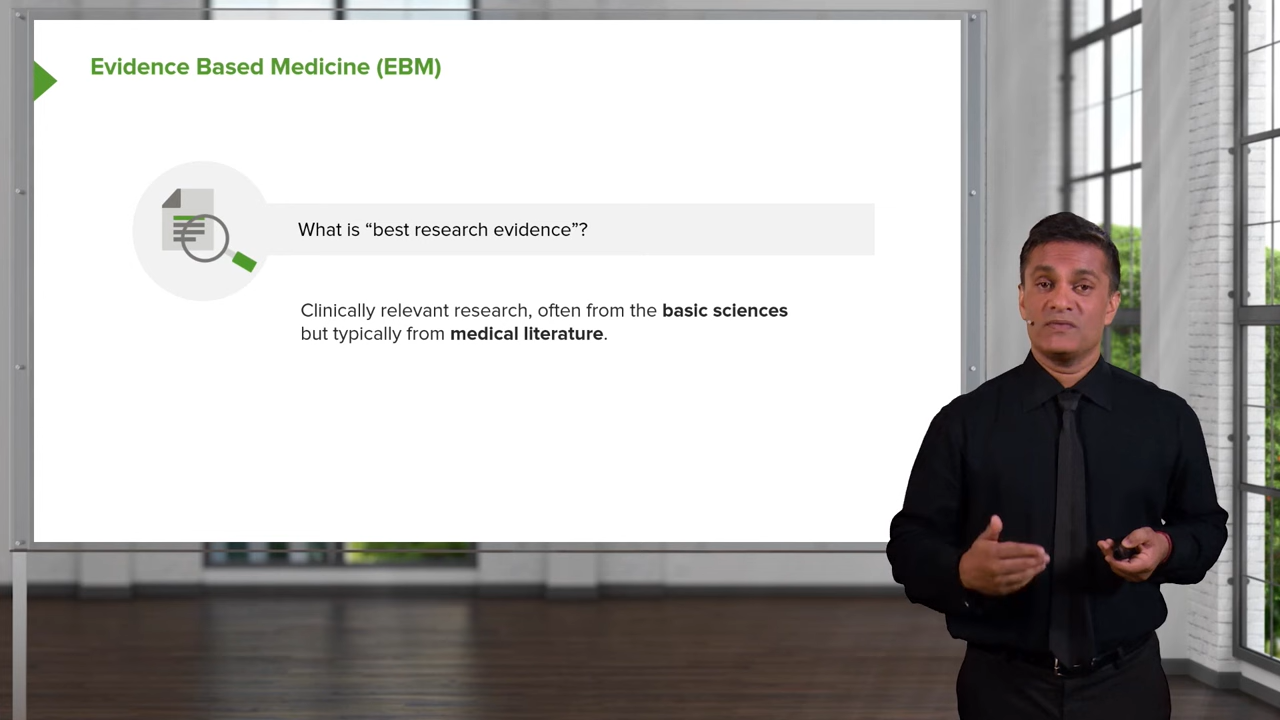 Evidence Based Medicine (EBM)
What is “best research evidence”?
Clinically relevant research, often from the basic sciences
but typically from medical literature.